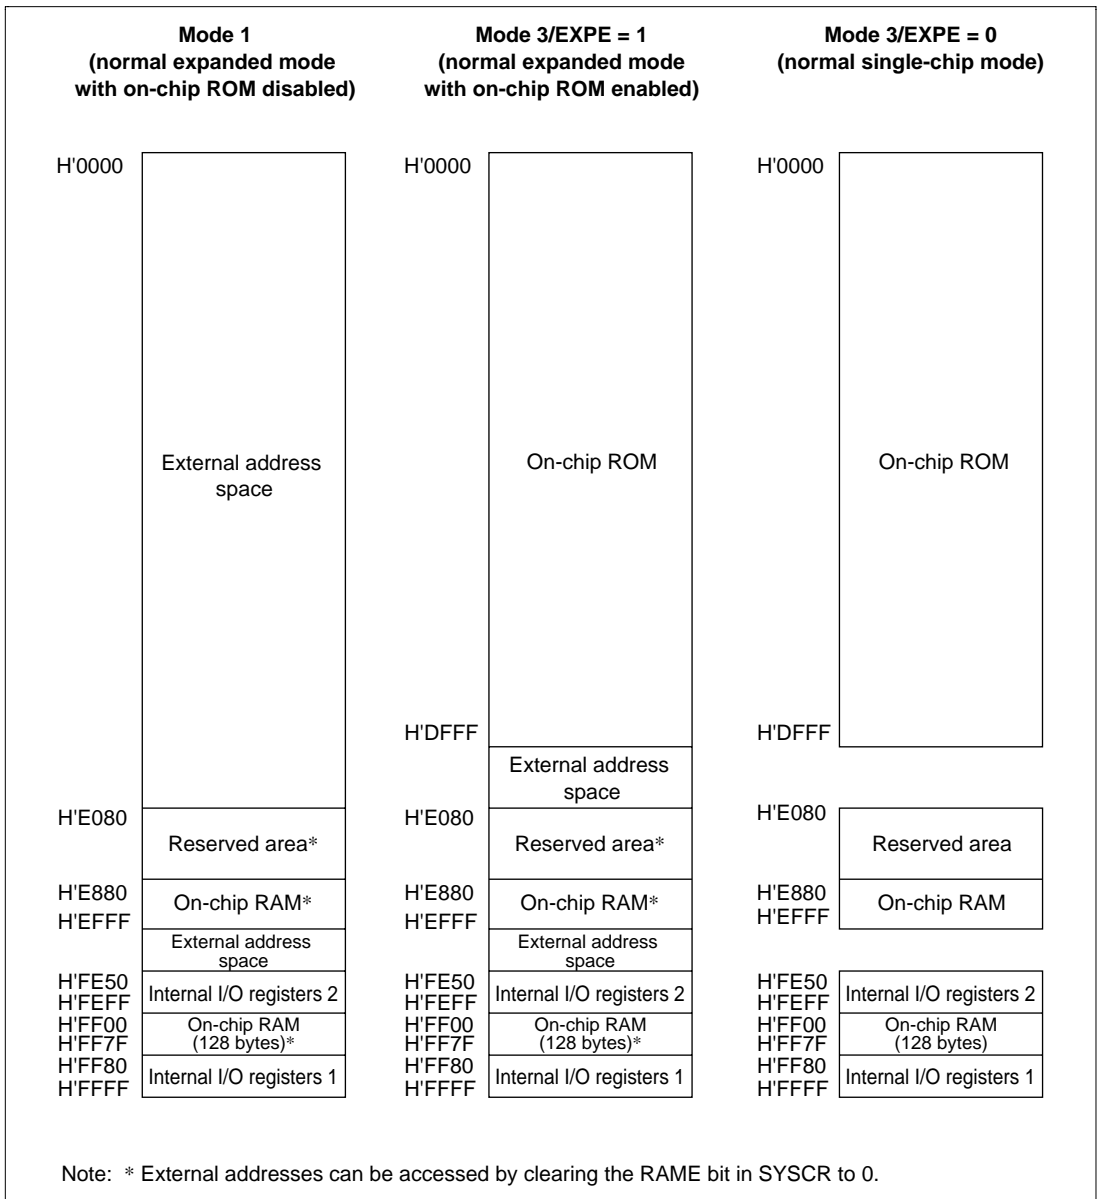 Mode 1
(normal expanded mode
with on-chip ROM disabled)
Mode 3/EXPE = 1
(normal expanded mode
with on-chip ROM enabled)
Mode 3/EXPE = 0
(normal single-chip mode)
H'0000
External address
space
H'E080
Reserved area*
H'E880
On-chip RAM*
H'EFFF
External address
space
H'FE50
Internal I/O registers 2
H'FEFF
H'FF00
On-chip RAM
(128 bytes)*
H'FF7F
H'FF80
Internal I/O registers 1
H'FFFF
H'0000
On-chip ROM
H'DFFF
External address
space
H'E080
Reserved area*
H'E880
On-chip RAM*
H'EFFF
External address
space
H'FE50
Internal I/O registers 2
H'FEFF
H'FF00
On-chip RAM
(128 bytes)*
H'FF7F
H'FF80
Internal I/O registers 1
H'FFFF
H'0000
On-chip ROM
H'DFFF
H'E080
Reserved area
H'E880
On-chip RAM
H'EFFF
H'FE50
Internal I/O registers 2
H'FEFF
H'FF00
On-chip RAM
(128 bytes)
H'FF7F
H'FF80
Internal I/O registers 1
H'FFFF
Note: * External addresses can be accessed by clearing the RAME bit in SYSCR to 0.